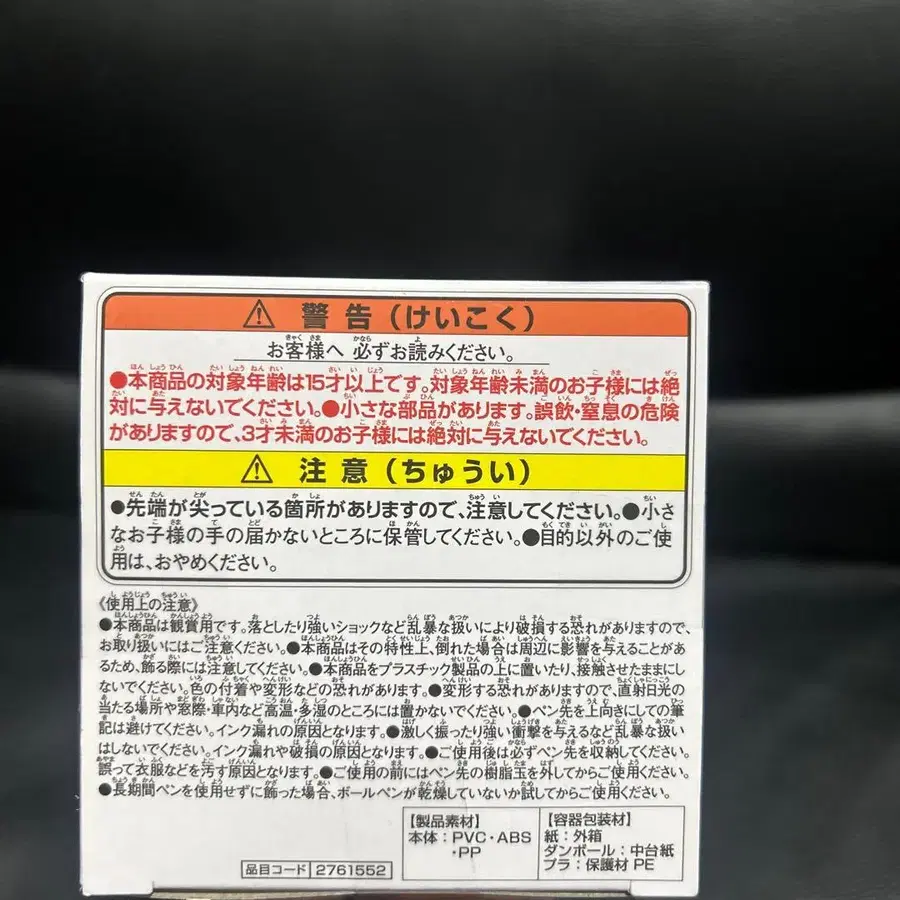 ⚠ 警告（けいこく）
お客様へ 必ずお読みください。
●本商品の対象年齢は15才以上です。対象年齢未満のお子様には絶
対に与えないでください。●小さな部品があります。誤飲・窒息の危険
がありますので、3才未満のお子様には絶対に与えないでください。
⚠ 注意（ちゅうい）
●先端が尖っている箇所がありますので、注意してください。●小さ
なお子様の手の届かないところに保管してください。●目的以外のご使
用は、おやめください。
《使用上の注意》
●本商品は観賞用です。落としたり強いショックなど乱暴な扱いにより破損する恐れがありますので、
お取り扱いにはご注意ください。●本商品はその特性上、倒れた場合は周辺に影響を与えることがあ
るため、飾る際には注意してください。●本商品をプラスチック製品の上に置いたり、接触させたままにし
ないでください。色の付着や変形などの恐れがあります。●変形する恐れがありますので、直射日光の
当たる場所や窓際・車内など高温・多湿のところには置かないでください。●ペン先を上向きにしての筆
記は避けてください。インク漏れの原因となります。●激しく振ったり強い衝撃を与えるなど乱暴な扱い
はしないでください。インク漏れや破損の原因となります。●ご使用後は必ずペン先を収納してください。
誤って衣服などを汚す原因となります。●ご使用の前にはペン先の樹脂玉を外してからご使用ください。
●長期間ペンを使用せずに飾った場合、ボールペンが乾燥していないか試してからご使用ください。
品目コード 2761552
【製品素材】
本体：PVC・ABS
・PP
【容器包装材】
紙：外箱
ダンボール：中台紙
プラ：保護材 PE